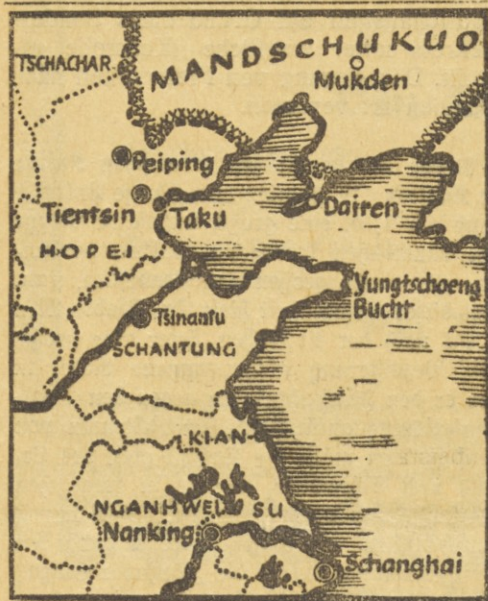 TSCHACHAR
MANDSCHUKUO
Mukden
Peiping
Tientsin
Taku
Dairen
HOPEI
Yungtschoeng
Bucht
Tsinanfu
SCHANTUNG
KIAN-
NGANHWEI
SU
Nanking
Schanghai